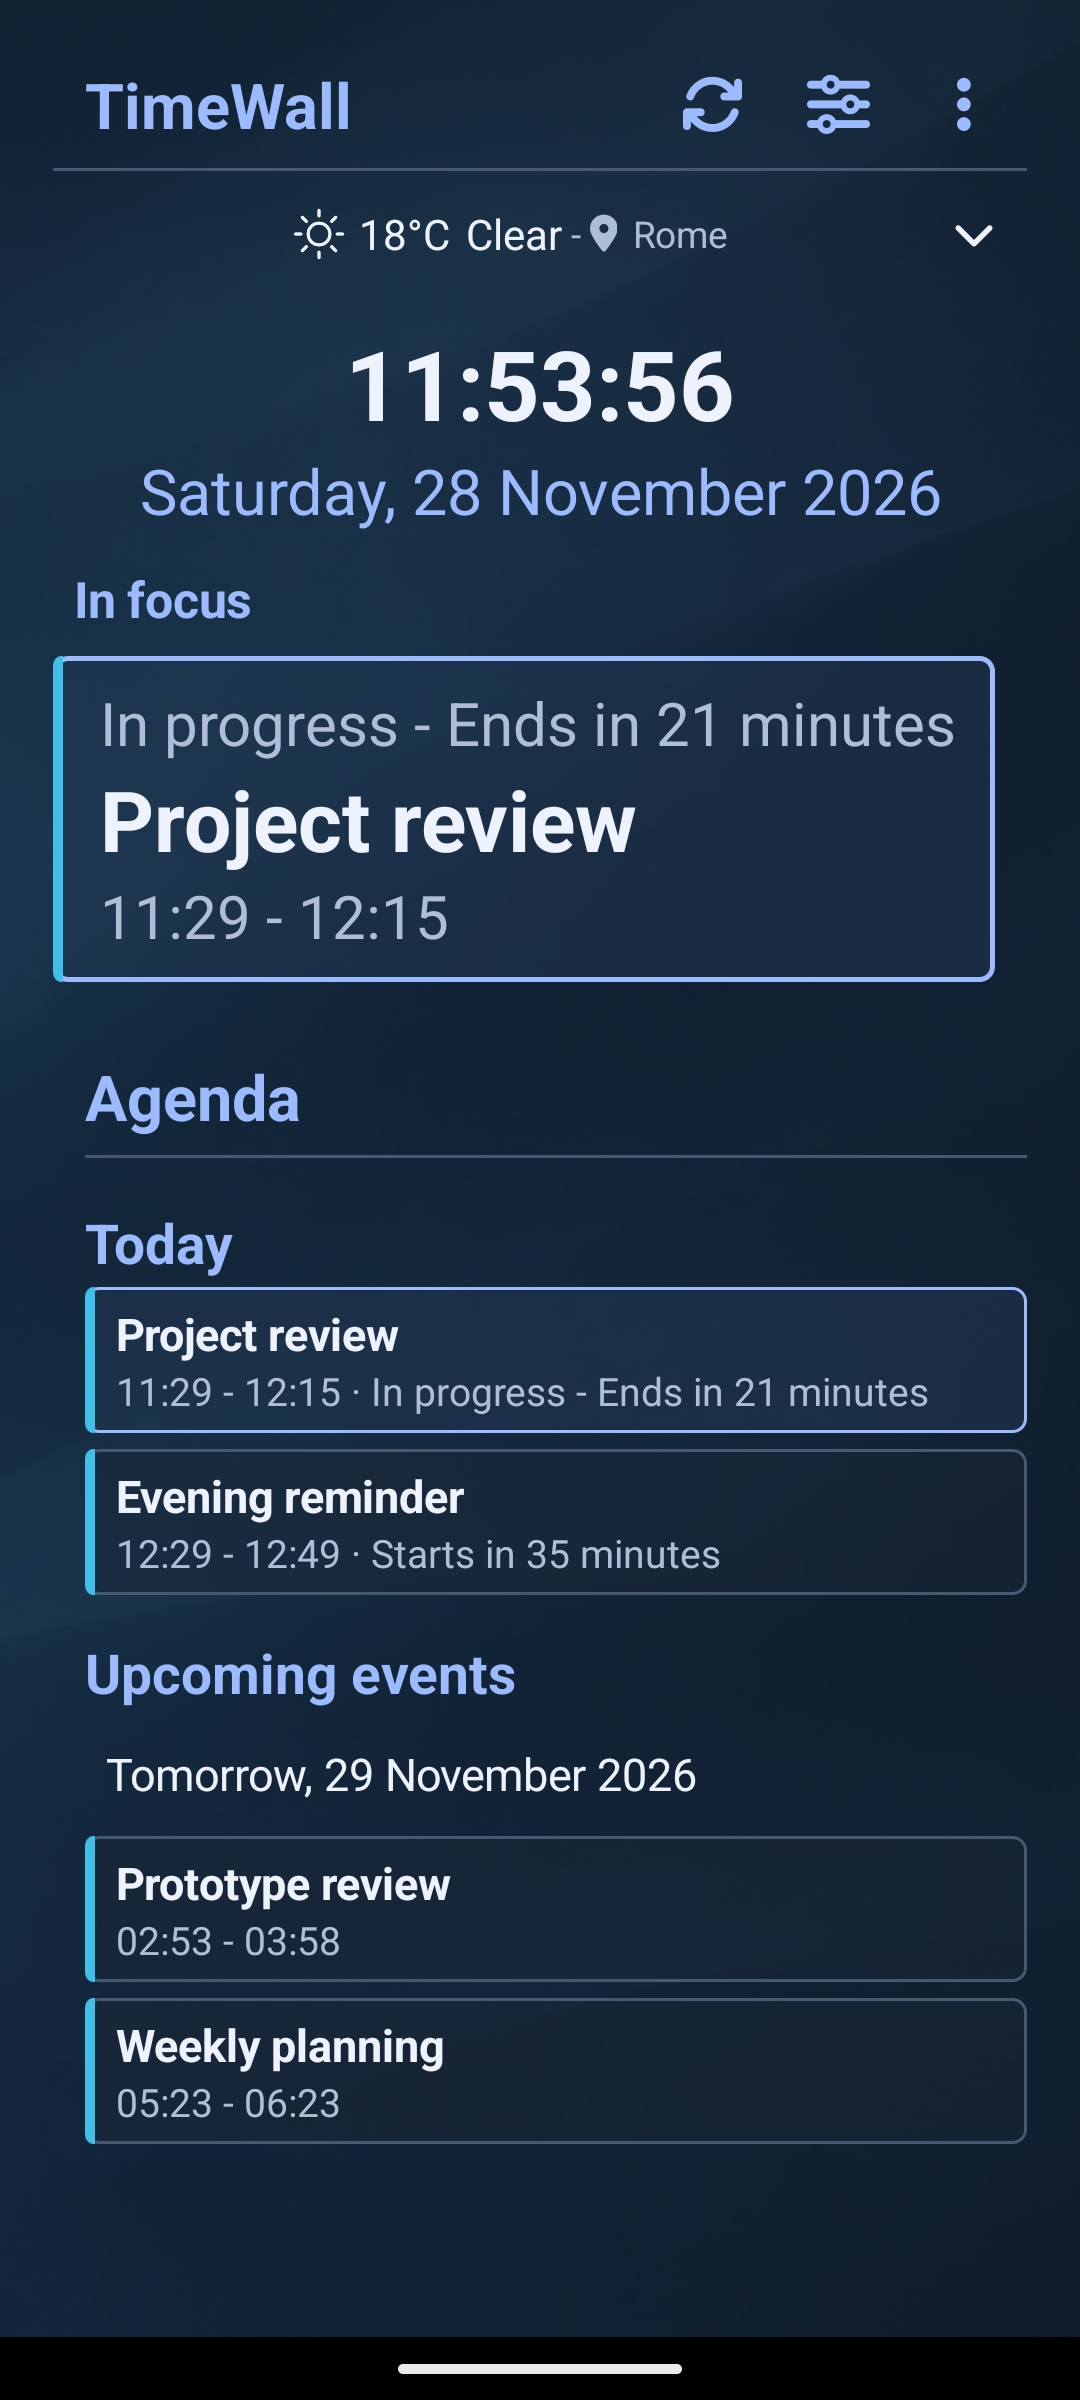 TimeWall
18°C Clear - Rome
11:53:56
Saturday, 28 November 2026
In focus
In progress - Ends in 21 minutes
Project review
11:29 - 12:15
Agenda
Today
Project review
11:29 - 12:15 · In progress - Ends in 21 minutes
Evening reminder
12:29 - 12:49 · Starts in 35 minutes
Upcoming events
Tomorrow, 29 November 2026
Prototype review
02:53 - 03:58
Weekly planning
05:23 - 06:23